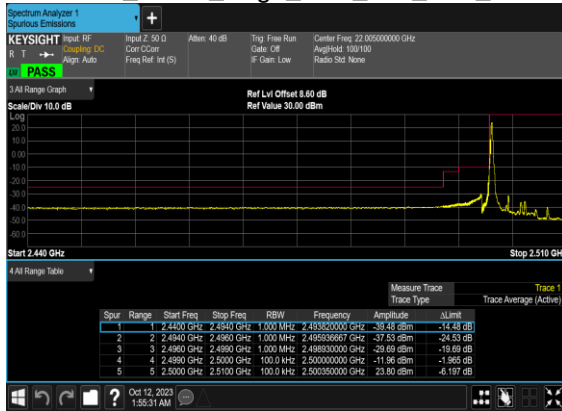 Spectrum Analyzer 1
Spurious Emissions
+
KEYSIGHT Input: RF Input Z: 50 Ω Atten: 40 dB Trig: Free Run Center Freq: 22.005000000 GHz
R T Coupling: DC Corr CCorr Gate: Off Avg|Hold: 100/100
Align: Auto Freq Ref: Int (S) IF Gain: Low Radio Std: None
PASS
3 All Range Graph Ref Lvl Offset 8.60 dB
Scale/Div 10.0 dB Ref Value 30.00 dBm
Log
20.0
10.0
0.00
-10.0
-20.0
-30.0
-40.0
-50.0
-60.0
Start 2.440 GHz Stop 2.510 GH
4 All Range Table
Measure Trace Trace 1
Trace Type Trace Average (Active)
Spur Range Start Freq Stop Freq RBW Frequency Amplitude ΔLimit
1 1 2.4400 GHz 2.4940 GHz 1.000 MHz 2.493820000 GHz -39.48 dBm -14.48 dB
2 2 2.4940 GHz 2.4960 GHz 1.000 MHz 2.495936667 GHz -37.53 dBm -24.53 dB
3 3 2.4960 GHz 2.4990 GHz 1.000 MHz 2.498930000 GHz -29.69 dBm -19.69 dB
4 4 2.4990 GHz 2.5000 GHz 100.0 kHz 2.500000000 GHz -11.96 dBm -1.965 dB
5 5 2.5000 GHz 2.5100 GHz 100.0 kHz 2.500350000 GHz 23.80 dBm -6.197 dB
? Oct 12, 2023
1:55:31 AM